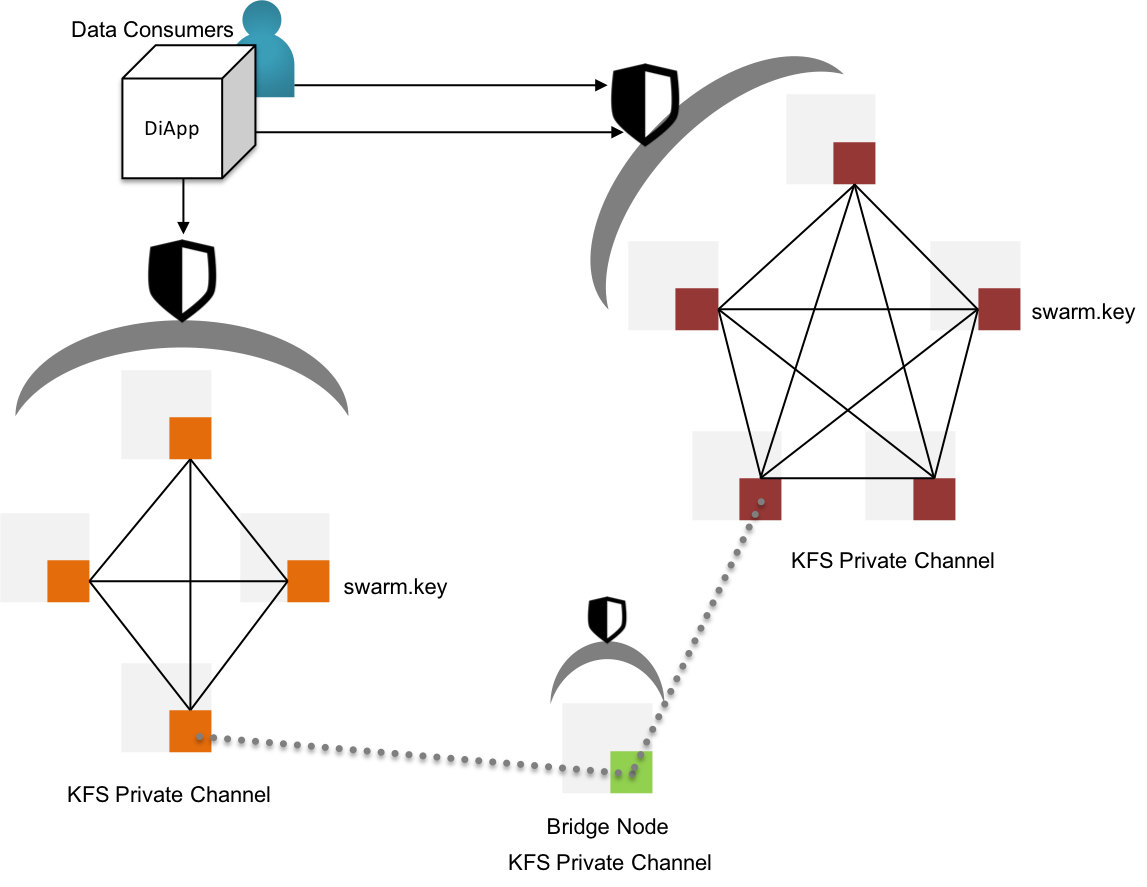 Data Consumers
DiApp
swarm.key
KFS Private Channel
swarm.key
KFS Private Channel
Bridge Node
KFS Private Channel